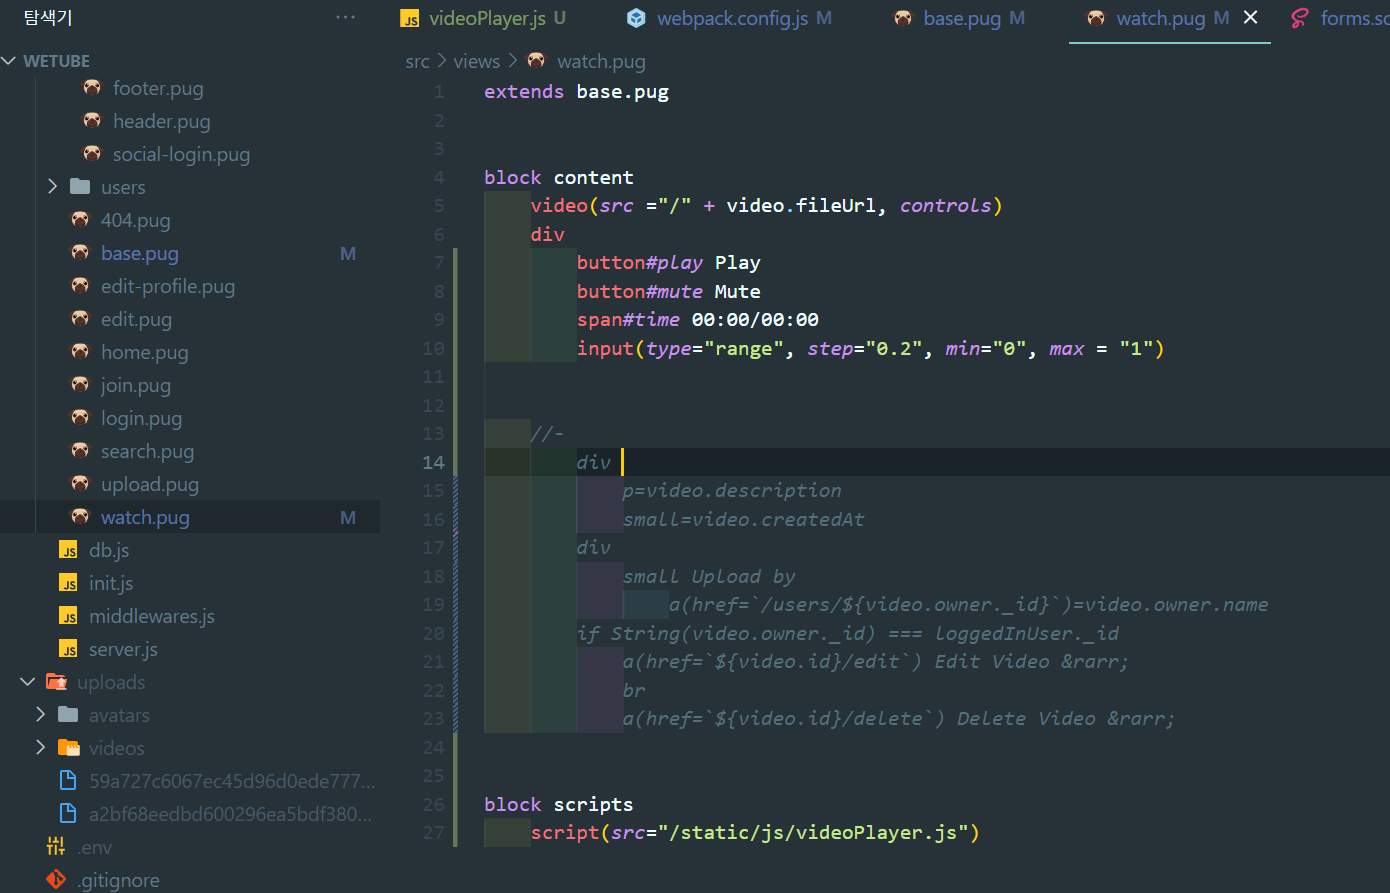 탐색기 ···
WETUBE
footer.pug
header.pug
social-login.pug
users
404.pug
base.pug M
edit-profile.pug
edit.pug
home.pug
join.pug
login.pug
search.pug
upload.pug
watch.pug M
JS db.js
JS init.js
JS middlewares.js
JS server.js
uploads
avatars
videos
59a727c6067ec45d96d0ede777...
a2bf68eedbd600296ea5bdf380...
.env
.gitignore
JS videoPlayer.js U webpack.config.js M base.pug M watch.pug M forms.sc
src > views > watch.pug
1 extends base.pug
2
3
4 block content
5 video(src ="/" + video.fileUrl, controls)
6 div
7 button#play Play
8 button#mute Mute
9 span#time 00:00/00:00
10 input(type="range", step="0.2", min="0", max = "1")
11
12
13 //-
14 div
15 p=video.description
16 small=video.createdAt
17 div
18 small Upload by
19 a(href=`/users/${video.owner._id}`)=video.owner.name
20 if String(video.owner._id) === loggedInUser._id
21 a(href=`${video.id}/edit`) Edit Video &rarr;
22 br
23 a(href=`${video.id}/delete`) Delete Video &rarr;
24
25
26 block scripts
27 script(src="/static/js/videoPlayer.js")